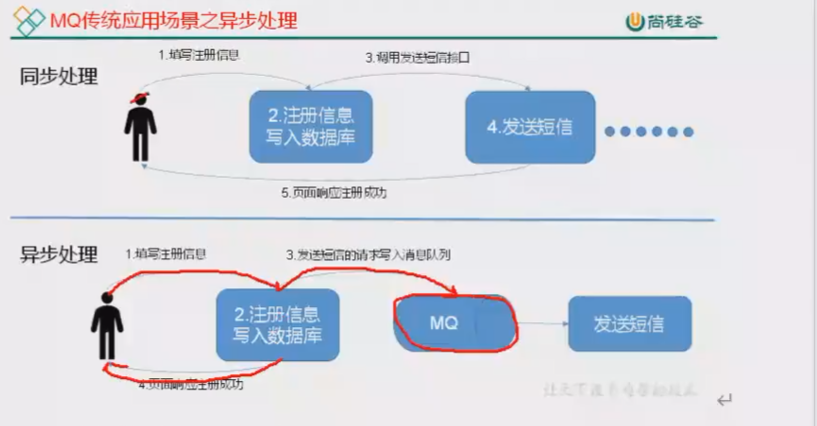 MQ传统应用场景之异步处理
尚硅谷
1.填写注册信息
3.调用发送短信接口
同步处理
2.注册信息
写入数据库
4.发送短信
5.页面响应注册成功
异步处理
1.填写注册信息
3.发送短信的请求写入消息队列
2.注册信息
写入数据库
MQ
发送短信
4.页面响应注册成功
让天下没有难学的技术